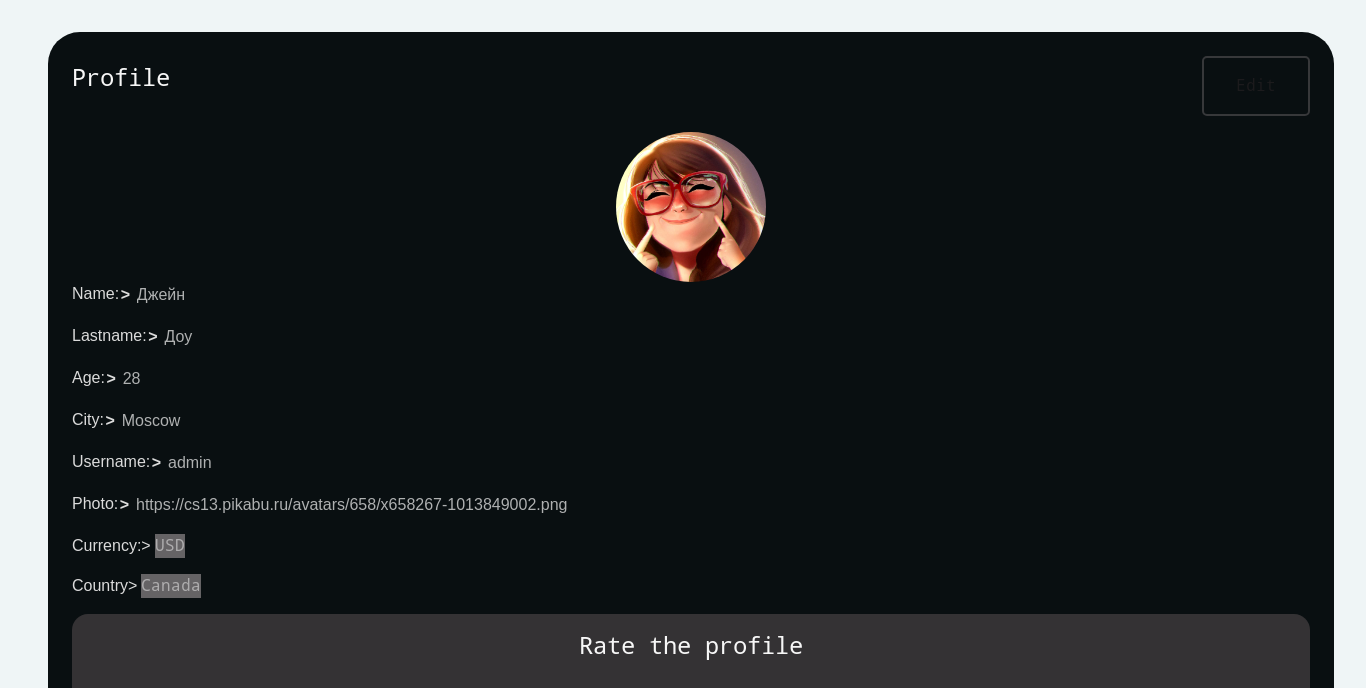 Profile
Edit
Name:> Джейн
Lastname:> Доу
Age:> 28
City:> Moscow
Username:> admin
Photo:> https://cs13.pikabu.ru/avatars/658/x658267-1013849002.png
Currency:> USD
Country> Canada
Rate the profile